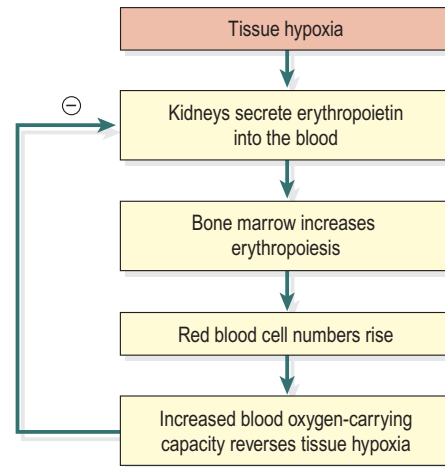 Tissue hypoxia
⊖
Kidneys secrete erythropoietin
into the blood
Bone marrow increases
erythropoiesis
Red blood cell numbers rise
Increased blood oxygen-carrying
capacity reverses tissue hypoxia